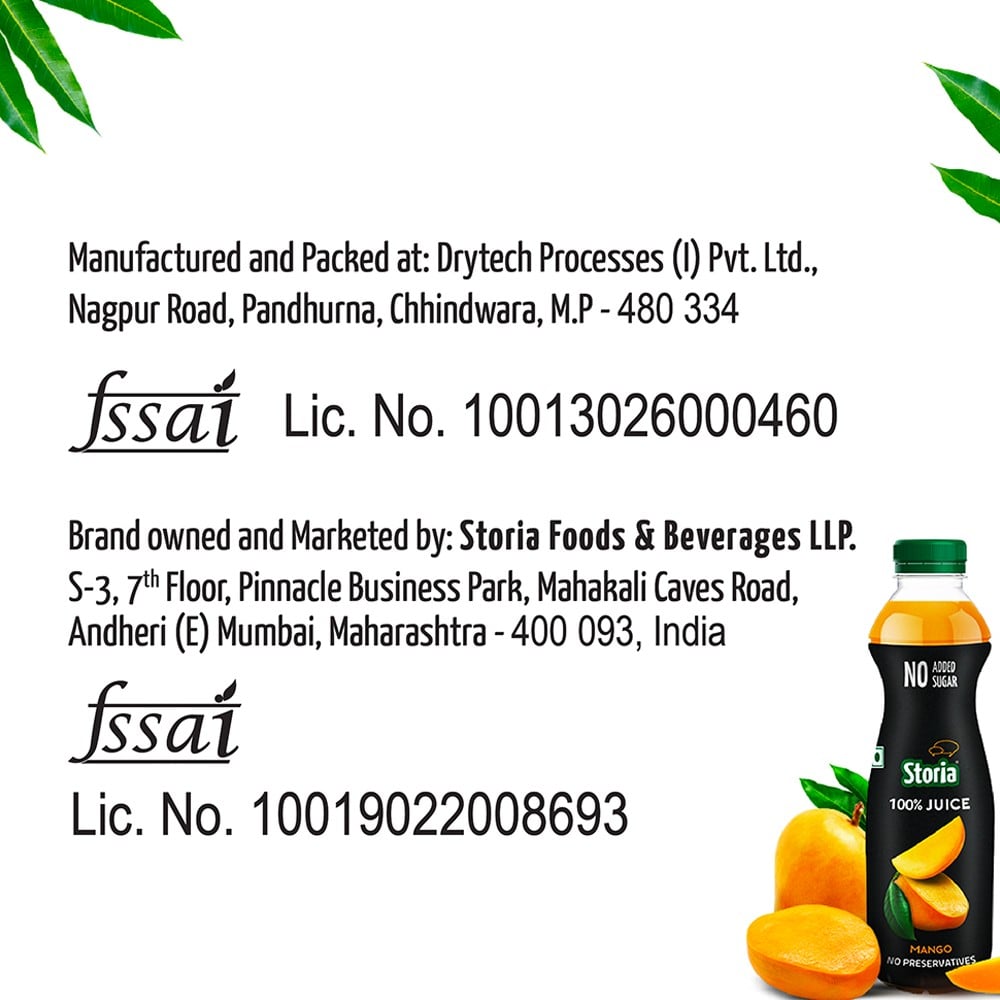 Manufactured and Packed at: Drytech Processes (I) Pvt. Ltd.,
Nagpur Road, Pandhurna, Chhindwara, M.P - 480 334
fssai Lic. No. 10013026000460
Brand owned and Marketed by: Storia Foods & Beverages LLP.
S-3, 7th Floor, Pinnacle Business Park, Mahakali Caves Road,
Andheri (E) Mumbai, Maharashtra - 400 093, India
fssai
Lic. No. 10019022008693
NO ADDED
SUGAR
Storia
100% JUICE
MANGO
NO PRESERVATIVES